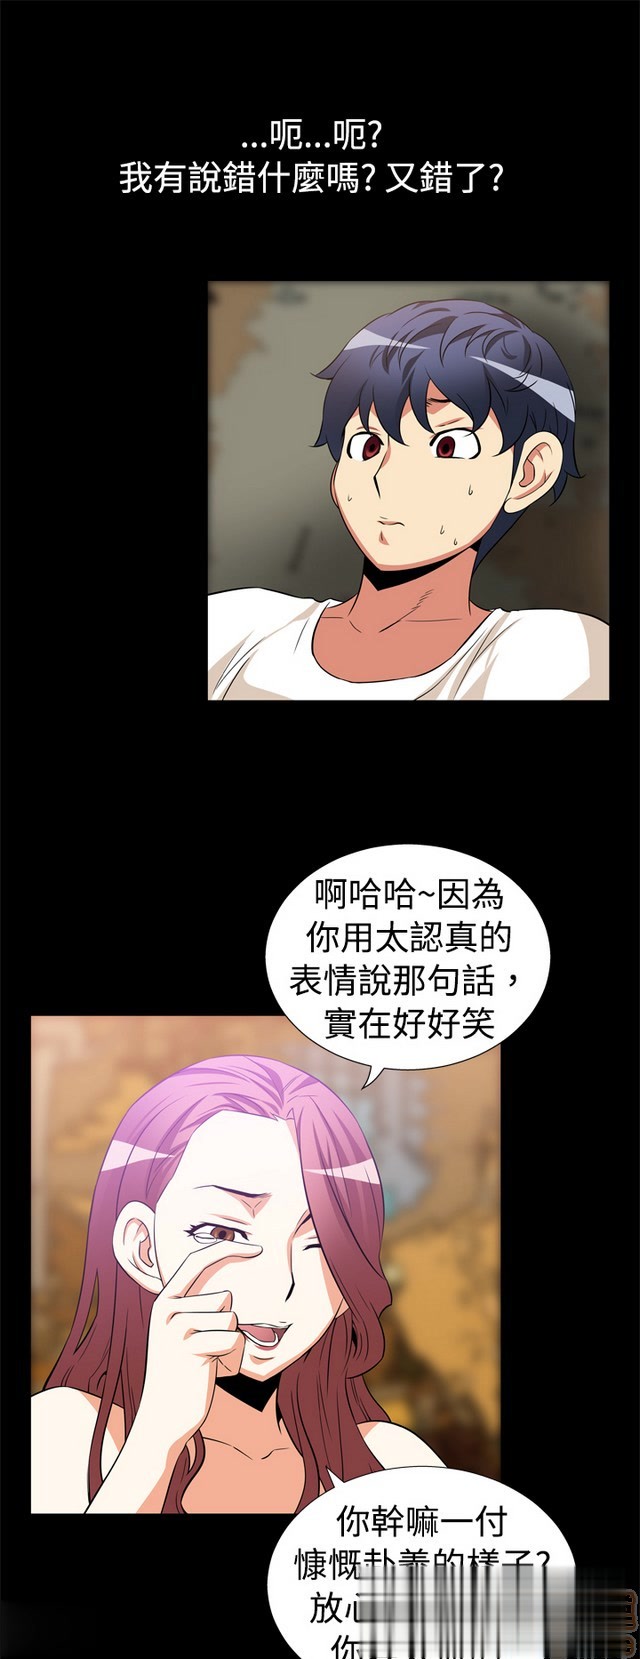 ...呃...呃?
我有說錯什麼嗎? 又錯了?
啊哈哈~因為
你用太認真的
表情說那句話，
實在好好笑
你幹嘛一付
慷慨赴義的樣子?
放心
你